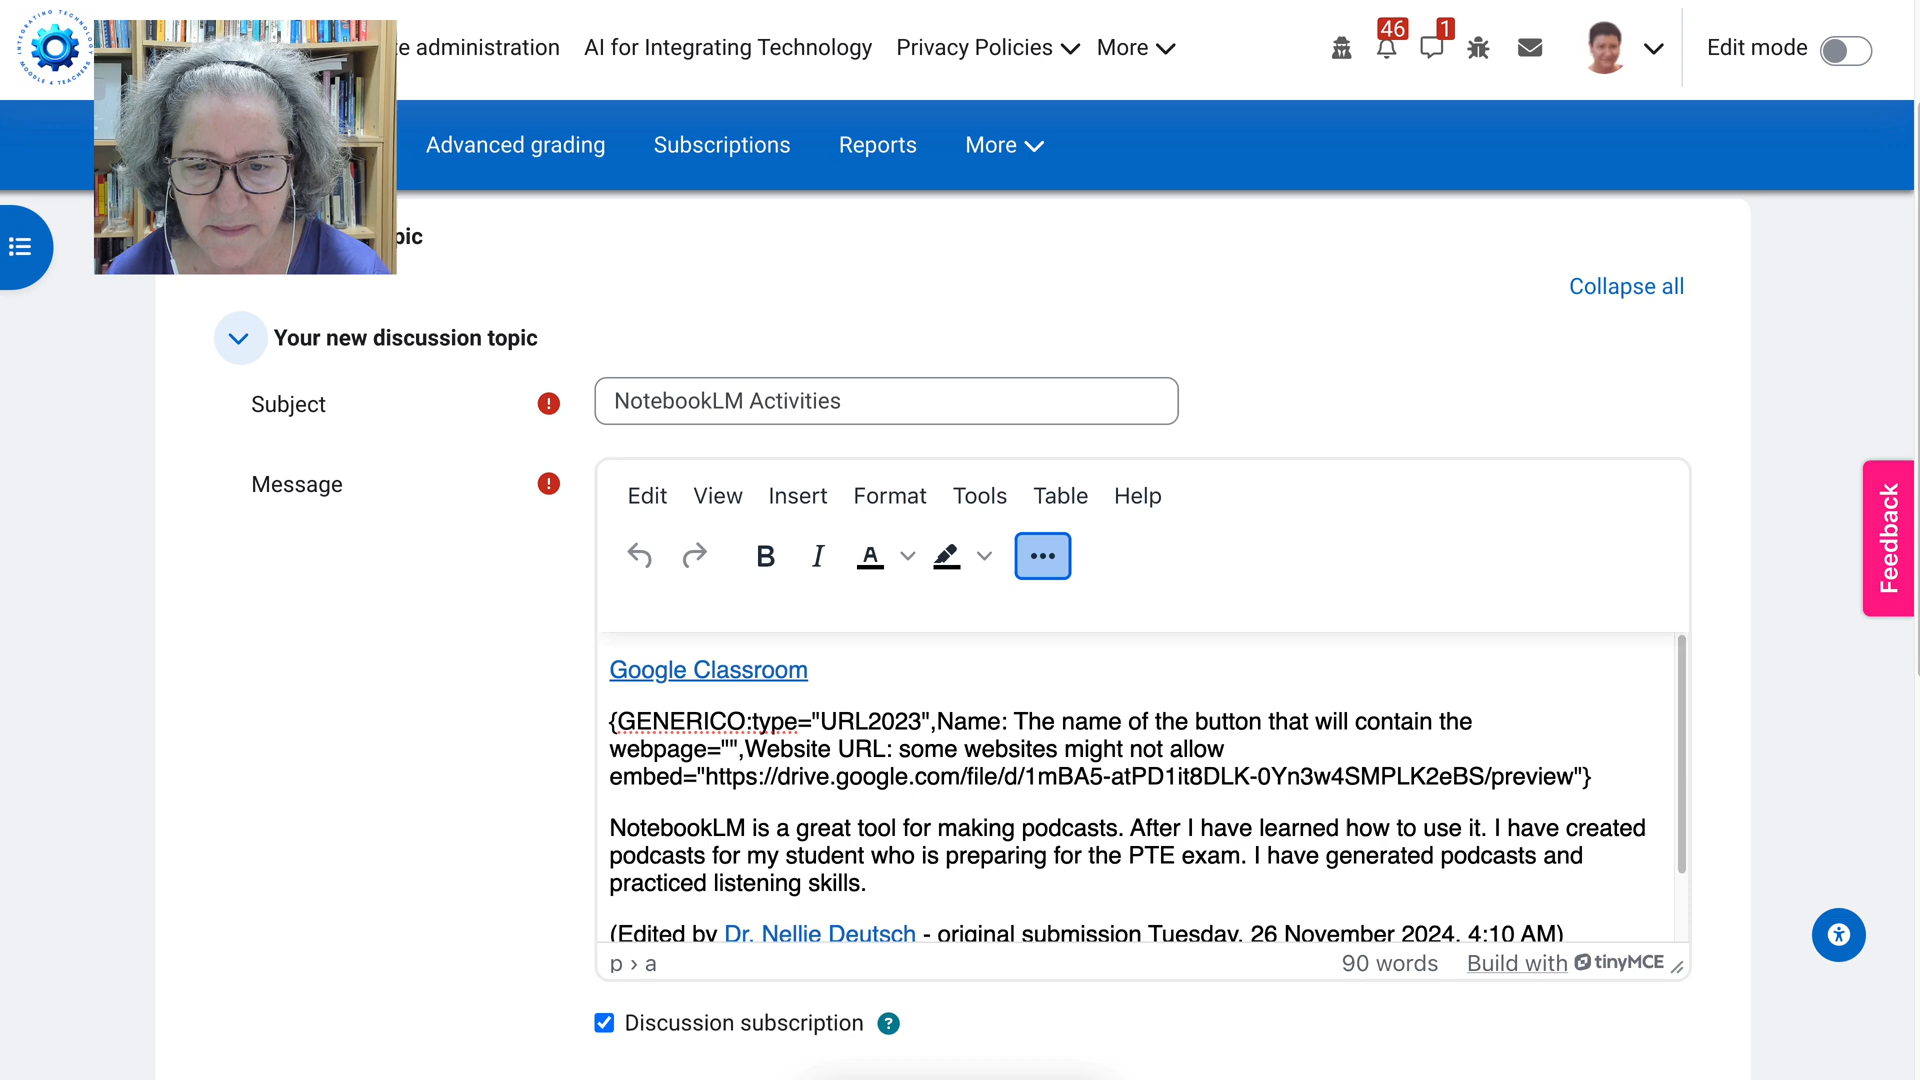 INTEGRATING TECHNOLOGY
MOODLE 4 TEACHERS
te administration
AI for Integrating Technology
Privacy Policies
More
46
1
Edit mode
Advanced grading
Subscriptions
Reports
More
pic
Collapse all
Your new discussion topic
Subject
NotebookLM Activities
Message
Edit View Insert Format Tools Table Help
B I A
Google Classroom
{GENERICO:type="URL2023",Name: The name of the button that will contain the
webpage="",Website URL: some websites might not allow
embed="https://drive.google.com/file/d/1mBA5-atPD1it8DLK-0Yn3w4SMPLK2eBS/preview"}
NotebookLM is a great tool for making podcasts. After I have learned how to use it. I have created
podcasts for my student who is preparing for the PTE exam. I have generated podcasts and
practiced listening skills.
(Edited by Dr. Nellie Deutsch - original submission Tuesday, 26 November 2024, 4:10 AM)
p › a
90 words
Build with tinyMCE
Discussion subscription
?
Feedback